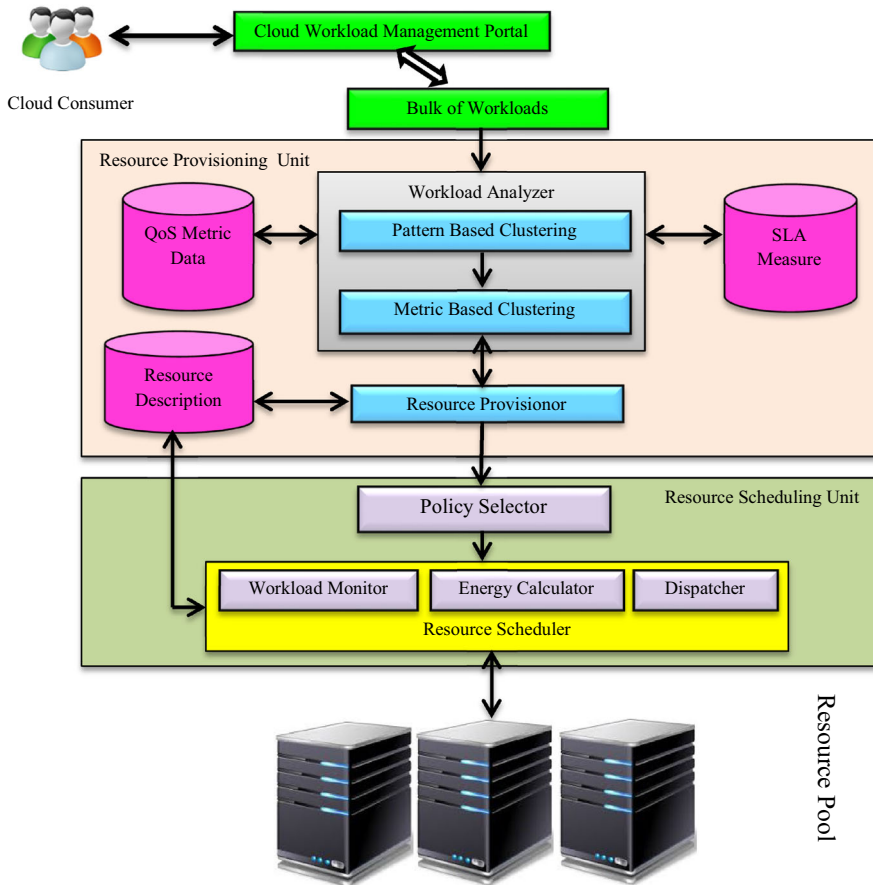 Cloud Workload Management Portal
Cloud Consumer
Bulk of Workloads
Resource Provisioning Unit
Workload Analyzer
QoS Metric
Data
Pattern Based Clustering
SLA
Measure
Metric Based Clustering
Resource
Description
Resource Provisionor
Resource Scheduling Unit
Policy Selector
Workload Monitor
Energy Calculator
Dispatcher
Resource Scheduler
Resource Pool